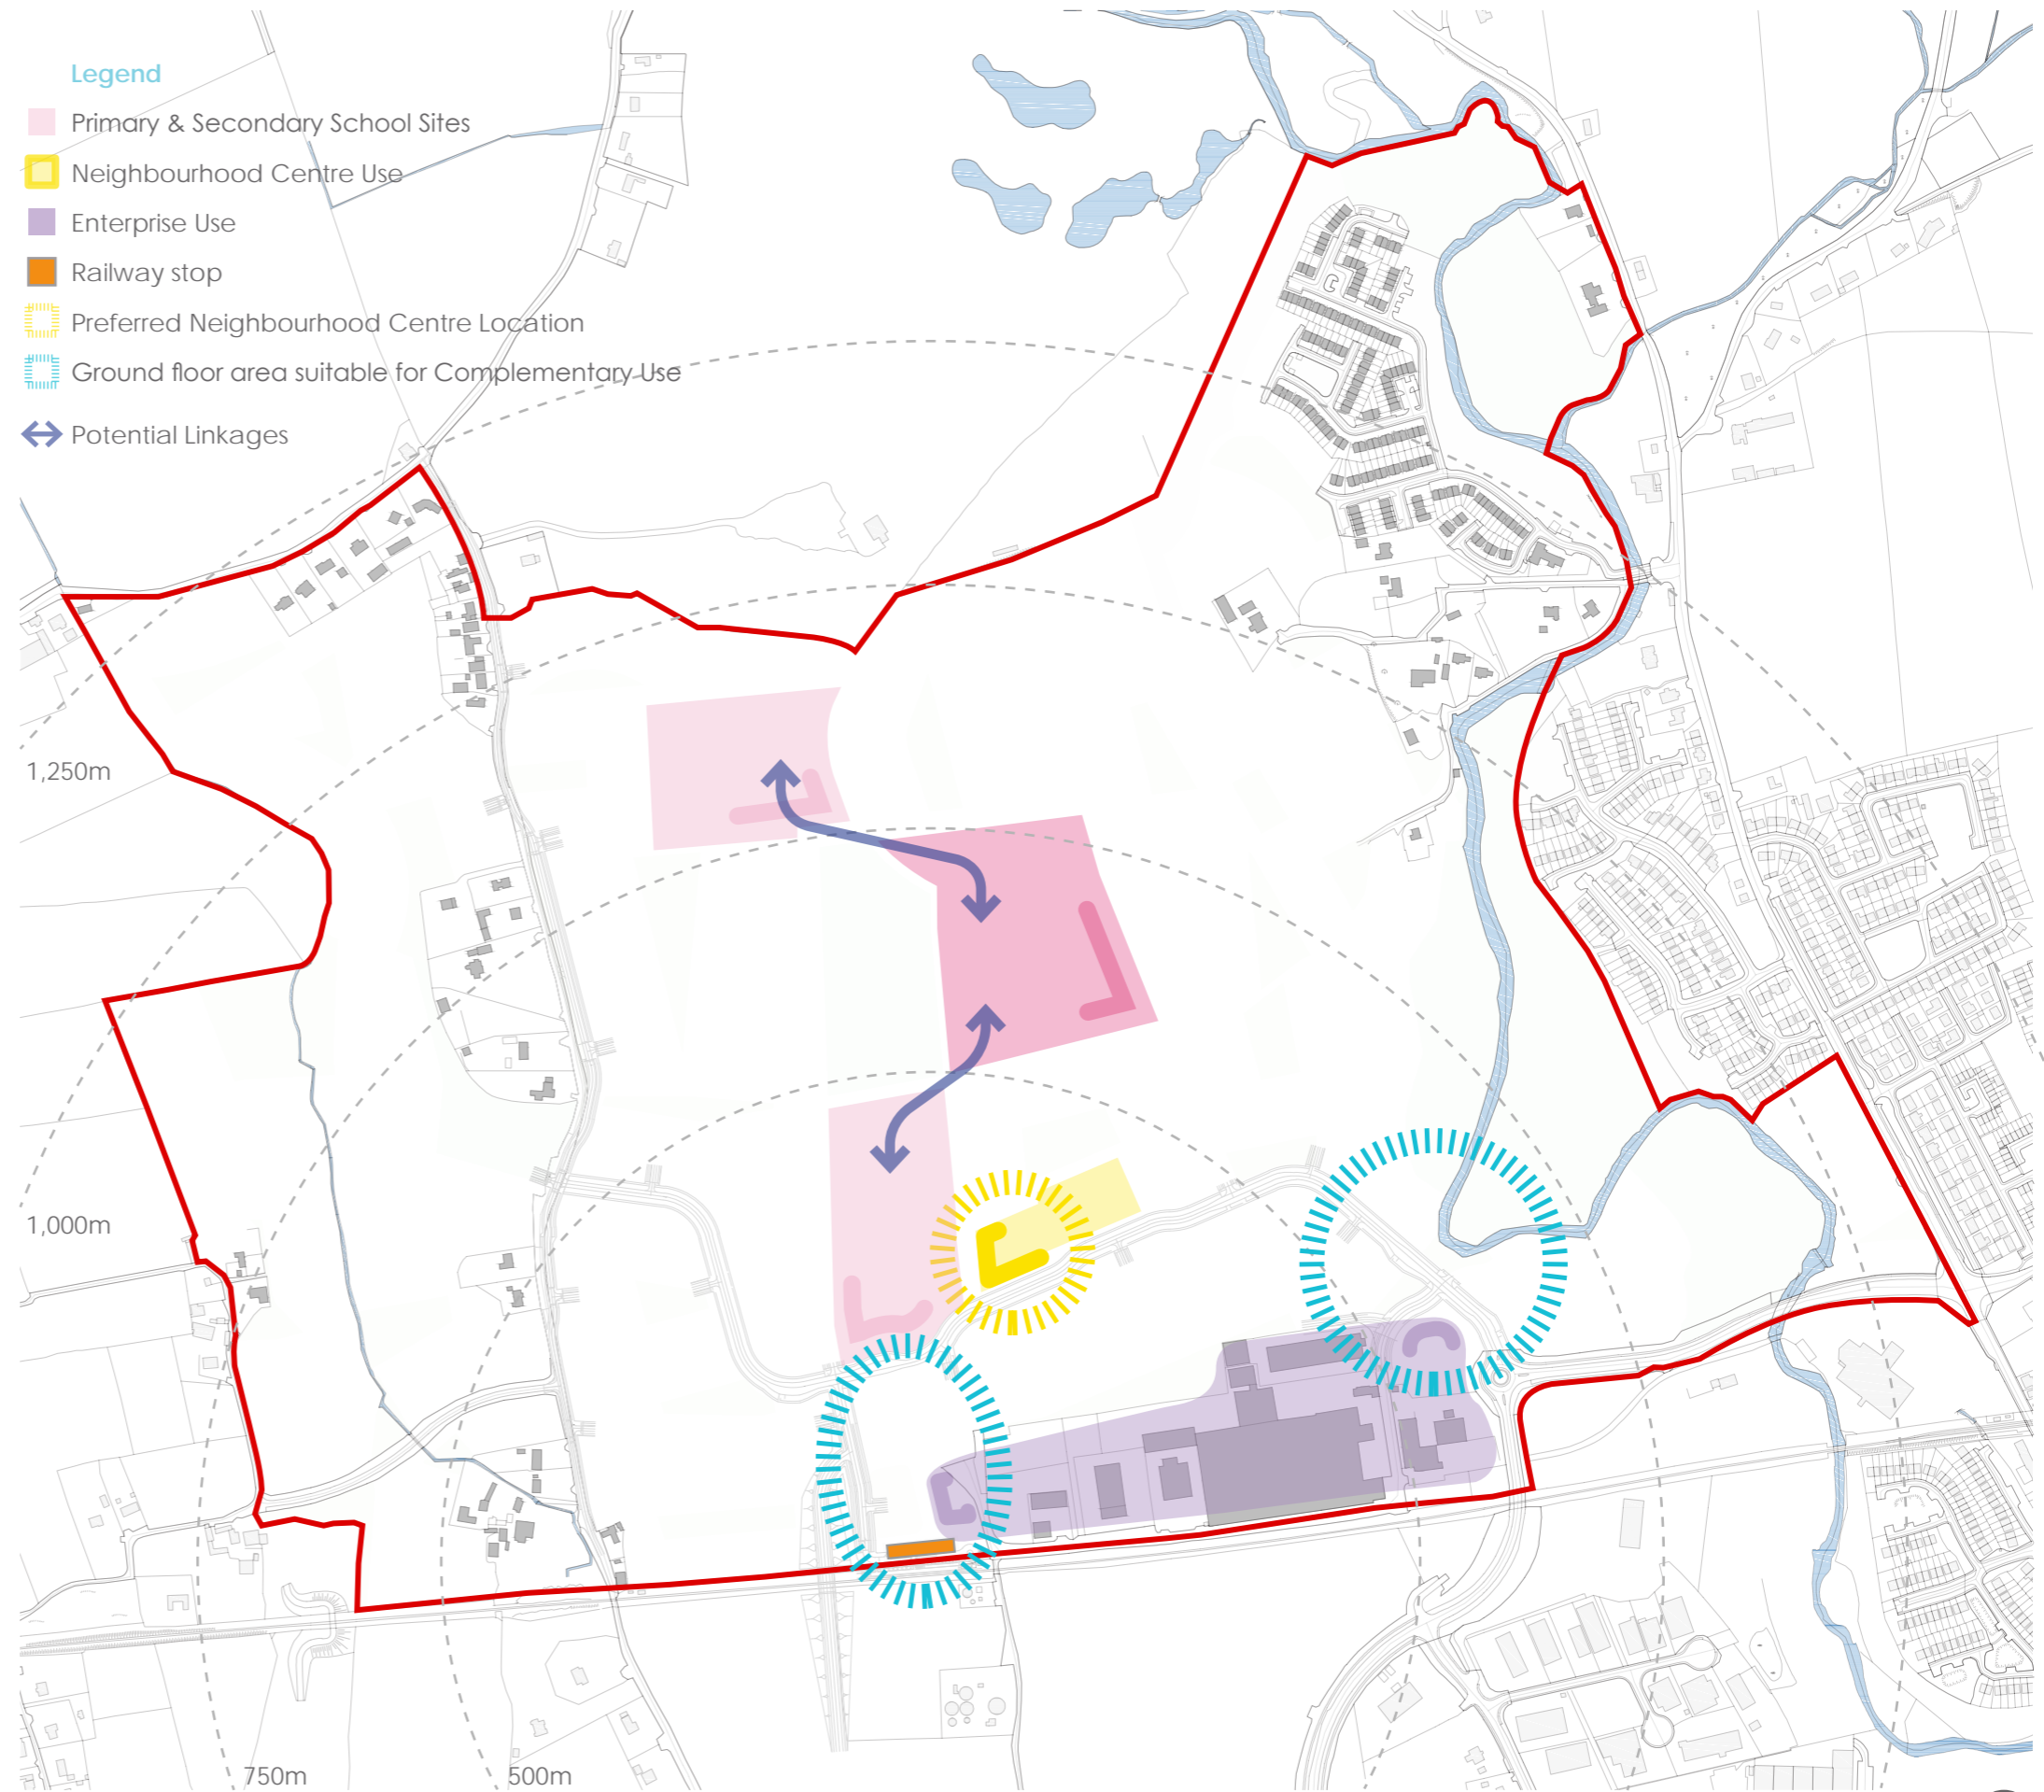 Legend
Primary & Secondary School Sites
Neighbourhood Centre Use
Enterprise Use
Railway stop
Preferred Neighbourhood Centre Location
Ground floor area suitable for Complementary Use
Potential Linkages
1,250m
1,000m
750m
500m